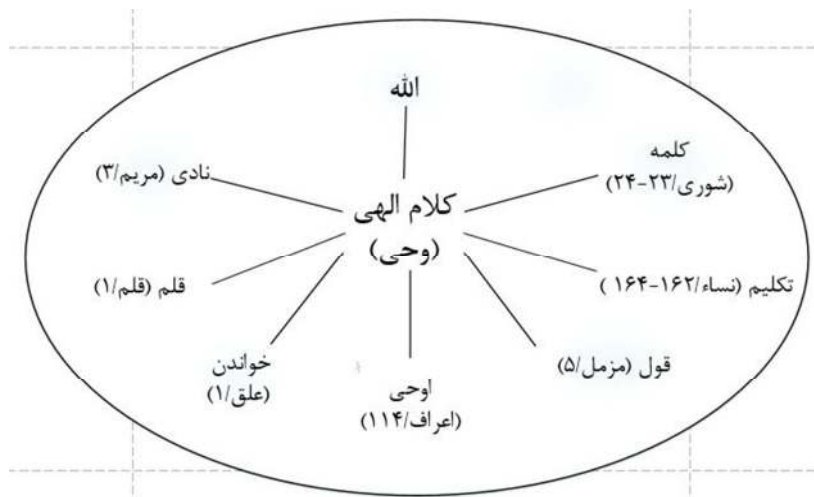 الله
کلمه
(شوری/۲۳-۲۴)
نادی (مریم/۳)
کلام الهی
(وحی)
تکلیم (نساء/۱۶۲-۱۶۴ )
قلم (قلم/۱)
قول (مزمل/۵)
خواندن
(علق/۱)
اوحی
(اعراف/۱۱۴)